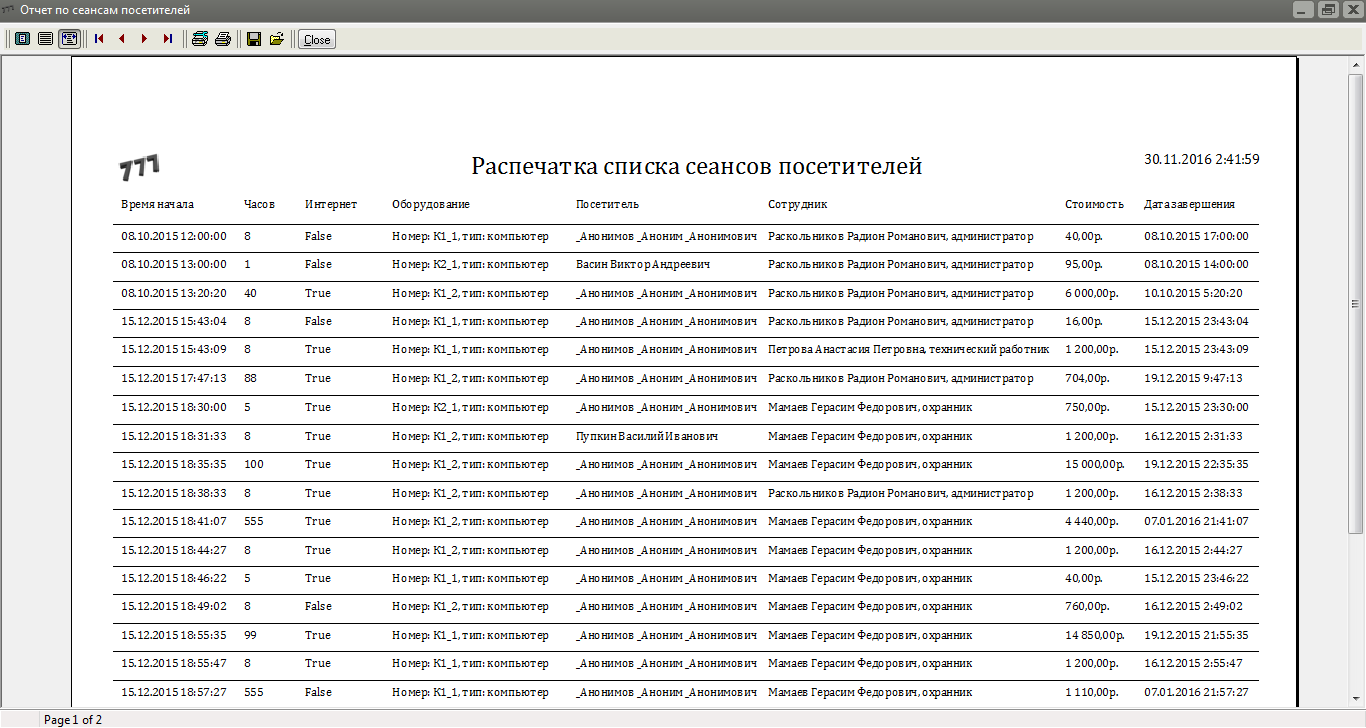 Отчет по сеансам посетителей
Close
777
Распечатка списка сеансов посетителей
30.11.2016 2:41:59
Время начала Часов Интернет Оборудование Посетитель Сотрудник Стоимость Дата завершения
08.10.2015 12:00:00 8 False Номер: К1_1, тип: компьютер _Анонимов _Аноним _Анонимович Раскольников Радион Романович, администратор 40,00р. 08.10.2015 17:00:00
08.10.2015 13:00:00 1 False Номер: К2_1, тип: компьютер Васин Виктор Андреевич Раскольников Радион Романович, администратор 95,00р. 08.10.2015 14:00:00
08.10.2015 13:20:20 40 True Номер: К1_2, тип: компьютер _Анонимов _Аноним _Анонимович Раскольников Радион Романович, администратор 6 000,00р. 10.10.2015 5:20:20
15.12.2015 15:43:04 8 False Номер: К1_1, тип: компьютер _Анонимов _Аноним _Анонимович Раскольников Радион Романович, администратор 16,00р. 15.12.2015 23:43:04
15.12.2015 15:43:09 8 True Номер: К1_1, тип: компьютер _Анонимов _Аноним _Анонимович Петрова Анастасия Петровна, технический работник 1 200,00р. 15.12.2015 23:43:09
15.12.2015 17:47:13 88 True Номер: К1_2, тип: компьютер _Анонимов _Аноним _Анонимович Раскольников Радион Романович, администратор 704,00р. 19.12.2015 9:47:13
15.12.2015 18:30:00 5 True Номер: К2_1, тип: компьютер _Анонимов _Аноним _Анонимович Мамаев Герасим Федорович, охранник 750,00р. 15.12.2015 23:30:00
15.12.2015 18:31:33 8 True Номер: К1_2, тип: компьютер Пупкин Василий Иванович Мамаев Герасим Федорович, охранник 1 200,00р. 16.12.2015 2:31:33
15.12.2015 18:35:35 100 True Номер: К1_2, тип: компьютер _Анонимов _Аноним _Анонимович Мамаев Герасим Федорович, охранник 15 000,00р. 19.12.2015 22:35:35
15.12.2015 18:38:33 8 True Номер: К1_2, тип: компьютер _Анонимов _Аноним _Анонимович Раскольников Радион Романович, администратор 1 200,00р. 16.12.2015 2:38:33
15.12.2015 18:41:07 555 True Номер: К1_2, тип: компьютер _Анонимов _Аноним _Анонимович Мамаев Герасим Федорович, охранник 4 440,00р. 07.01.2016 21:41:07
15.12.2015 18:44:27 8 True Номер: К1_2, тип: компьютер _Анонимов _Аноним _Анонимович Мамаев Герасим Федорович, охранник 1 200,00р. 16.12.2015 2:44:27
15.12.2015 18:46:22 5 True Номер: К1_1, тип: компьютер _Анонимов _Аноним _Анонимович Мамаев Герасим Федорович, охранник 40,00р. 15.12.2015 23:46:22
15.12.2015 18:49:02 8 False Номер: К1_2, тип: компьютер _Анонимов _Аноним _Анонимович Мамаев Герасим Федорович, охранник 760,00р. 16.12.2015 2:49:02
15.12.2015 18:55:35 99 True Номер: К1_1, тип: компьютер _Анонимов _Аноним _Анонимович Мамаев Герасим Федорович, охранник 14 850,00р. 19.12.2015 21:55:35
15.12.2015 18:55:47 8 True Номер: К1_1, тип: компьютер _Анонимов _Аноним _Анонимович Мамаев Герасим Федорович, охранник 1 200,00р. 16.12.2015 2:55:47
15.12.2015 18:57:27 555 False Номер: К1_1, тип: компьютер _Анонимов _Аноним _Анонимович Мамаев Герасим Федорович, охранник 1 110,00р. 07.01.2016 21:57:27
Page 1 of 2